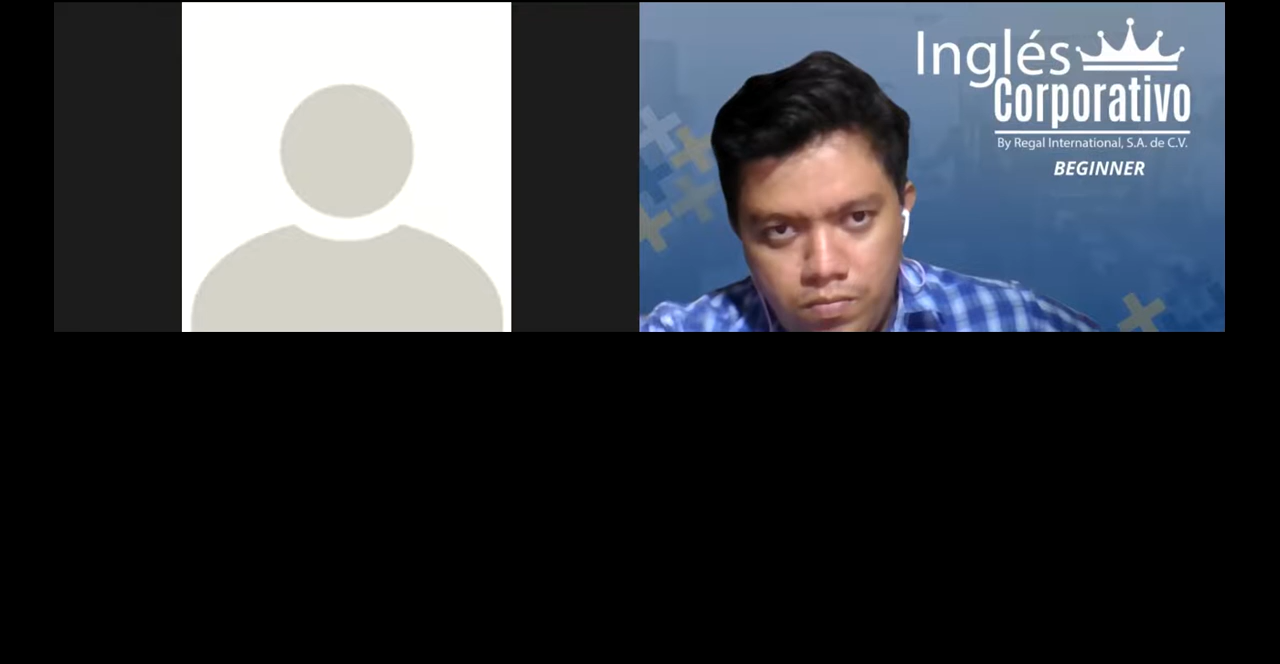 Inglés
Corporativo
By Regal International, S.A. de C.V.
BEGINNER